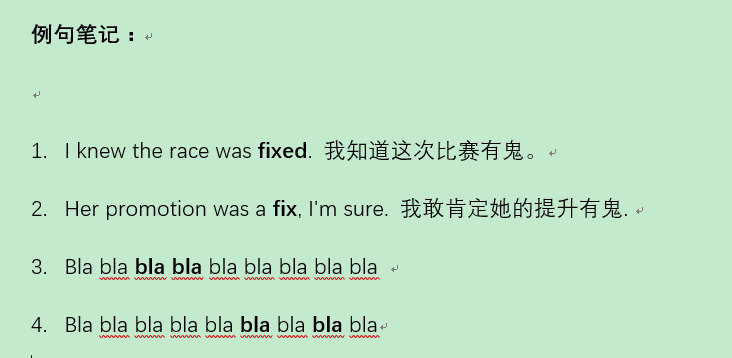 例句笔记：
1. I knew the race was fixed. 我知道这次比赛有鬼。
2. Her promotion was a fix, I'm sure. 我敢肯定她的提升有鬼.
3. Bla bla bla bla bla bla bla bla bla
4. Bla bla bla bla bla bla bla bla bla